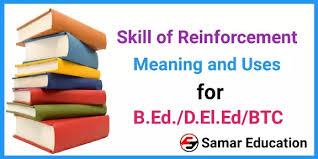 Skill of Reinforcement
Meaning and Uses
for
B.Ed./D.El.Ed/BTC
Samar Education